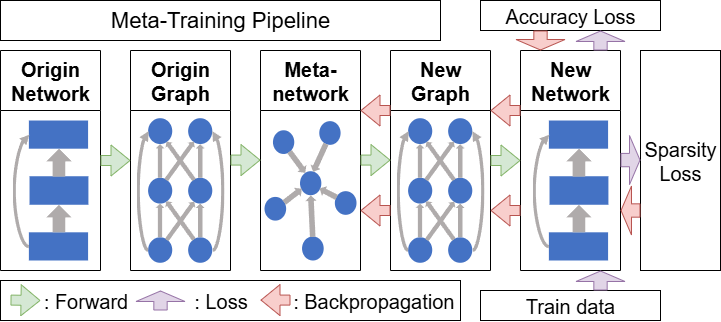 Meta-Training Pipeline
Accuracy Loss
Origin
Network
Origin
Graph
Meta-
network
New
Graph
New
Network
Sparsity
Loss
: Forward
: Loss
: Backpropagation
Train data